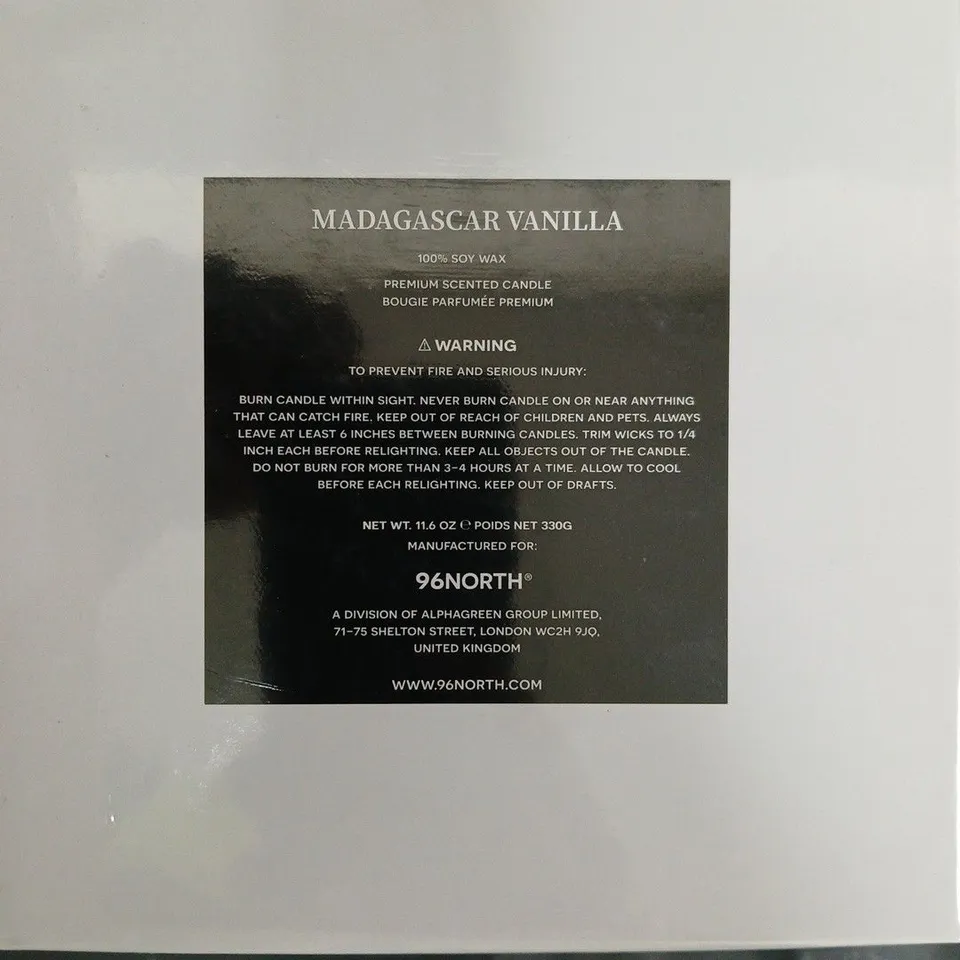 MADAGASCAR VANILLA
100% SOY WAX
PREMIUM SCENTED CANDLE
BOUGIE PARFUMÉE PREMIUM
⚠ WARNING
TO PREVENT FIRE AND SERIOUS INJURY:
BURN CANDLE WITHIN SIGHT. NEVER BURN CANDLE ON OR NEAR ANYTHING
THAT CAN CATCH FIRE. KEEP OUT OF REACH OF CHILDREN AND PETS. ALWAYS
LEAVE AT LEAST 6 INCHES BETWEEN BURNING CANDLES. TRIM WICKS TO 1/4
INCH EACH BEFORE RELIGHTING. KEEP ALL OBJECTS OUT OF THE CANDLE.
DO NOT BURN FOR MORE THAN 3-4 HOURS AT A TIME. ALLOW TO COOL
BEFORE EACH RELIGHTING. KEEP OUT OF DRAFTS.
NET WT. 11.6 OZ ℮ POIDS NET 330G
MANUFACTURED FOR:
96NORTH®
A DIVISION OF ALPHAGREEN GROUP LIMITED,
71-75 SHELTON STREET, LONDON WC2H 9JQ,
UNITED KINGDOM
WWW.96NORTH.COM